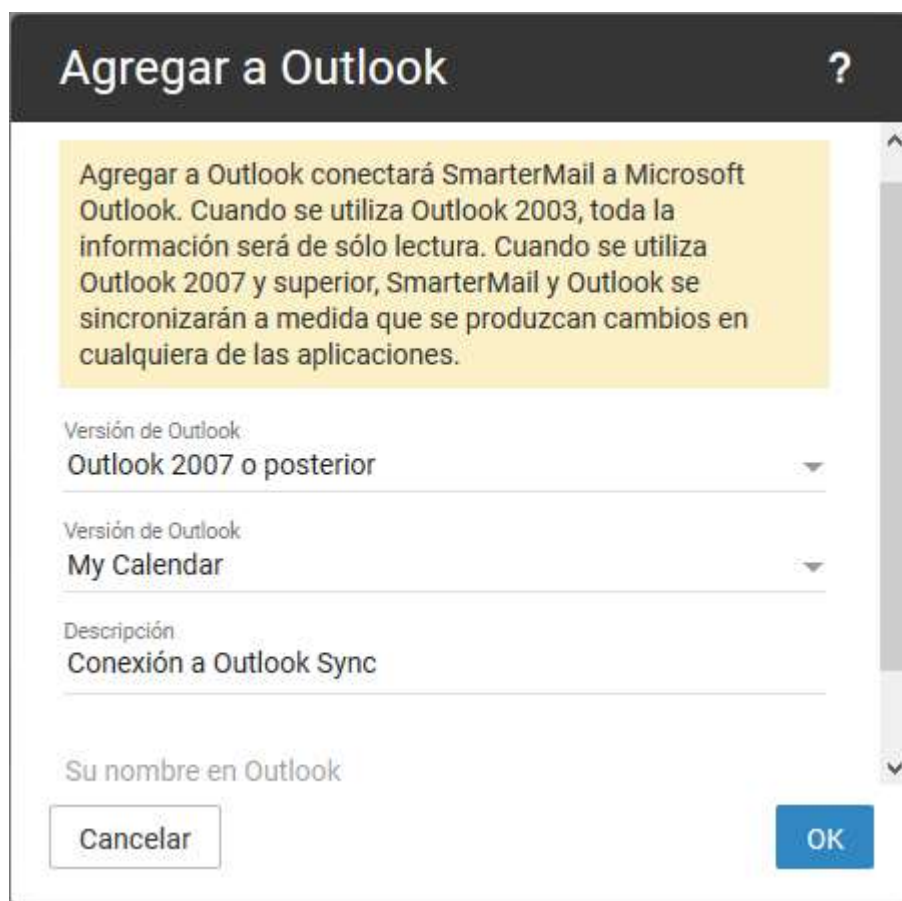 Agregar a Outlook ?
Agregar a Outlook conectará SmarterMail a Microsoft
Outlook. Cuando se utiliza Outlook 2003, toda la
información será de sólo lectura. Cuando se utiliza
Outlook 2007 y superior, SmarterMail y Outlook se
sincronizarán a medida que se produzcan cambios en
cualquiera de las aplicaciones.
Versión de Outlook
Outlook 2007 o posterior
Versión de Outlook
My Calendar
Descripción
Conexión a Outlook Sync
Su nombre en Outlook
Cancelar OK